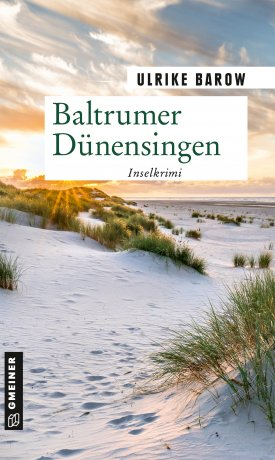 ULRIKE BAROW
Baltrumer
Dünensingen
Inselkrimi
GMEINER